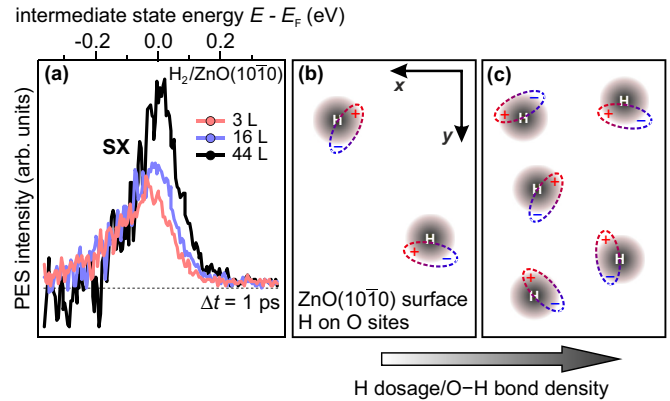 intermediate state energy E - E_F (eV)
-0.2 0.0 0.2
(a) H₂/ZnO(101̅0)
3 L
16 L
44 L
SX
PES intensity (arb. units)
Δt = 1 ps
(b)
x
y
H + −
H + −
ZnO(101̅0) surface
H on O sites
(c)
H + −
H + −
H + −
H + −
H + −
H dosage/O−H bond density